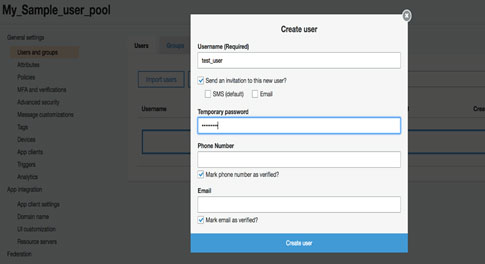 My_Sample_user_pool
General settings
Users and groups
Attributes
Policies
MFA and verifications
Advanced security
Message customizations
Tags
Devices
App clients
Triggers
Analytics
App integration
App client settings
Domain name
UI customization
Resource servers
Federation
Users
Groups
Import users
Username
Create user
Username (Required)
test_user
Send an invitation to this new user?
SMS (default)
Email
Temporary password
••••••••
Phone Number
Mark phone number as verified?
Email
Mark email as verified?
Create user